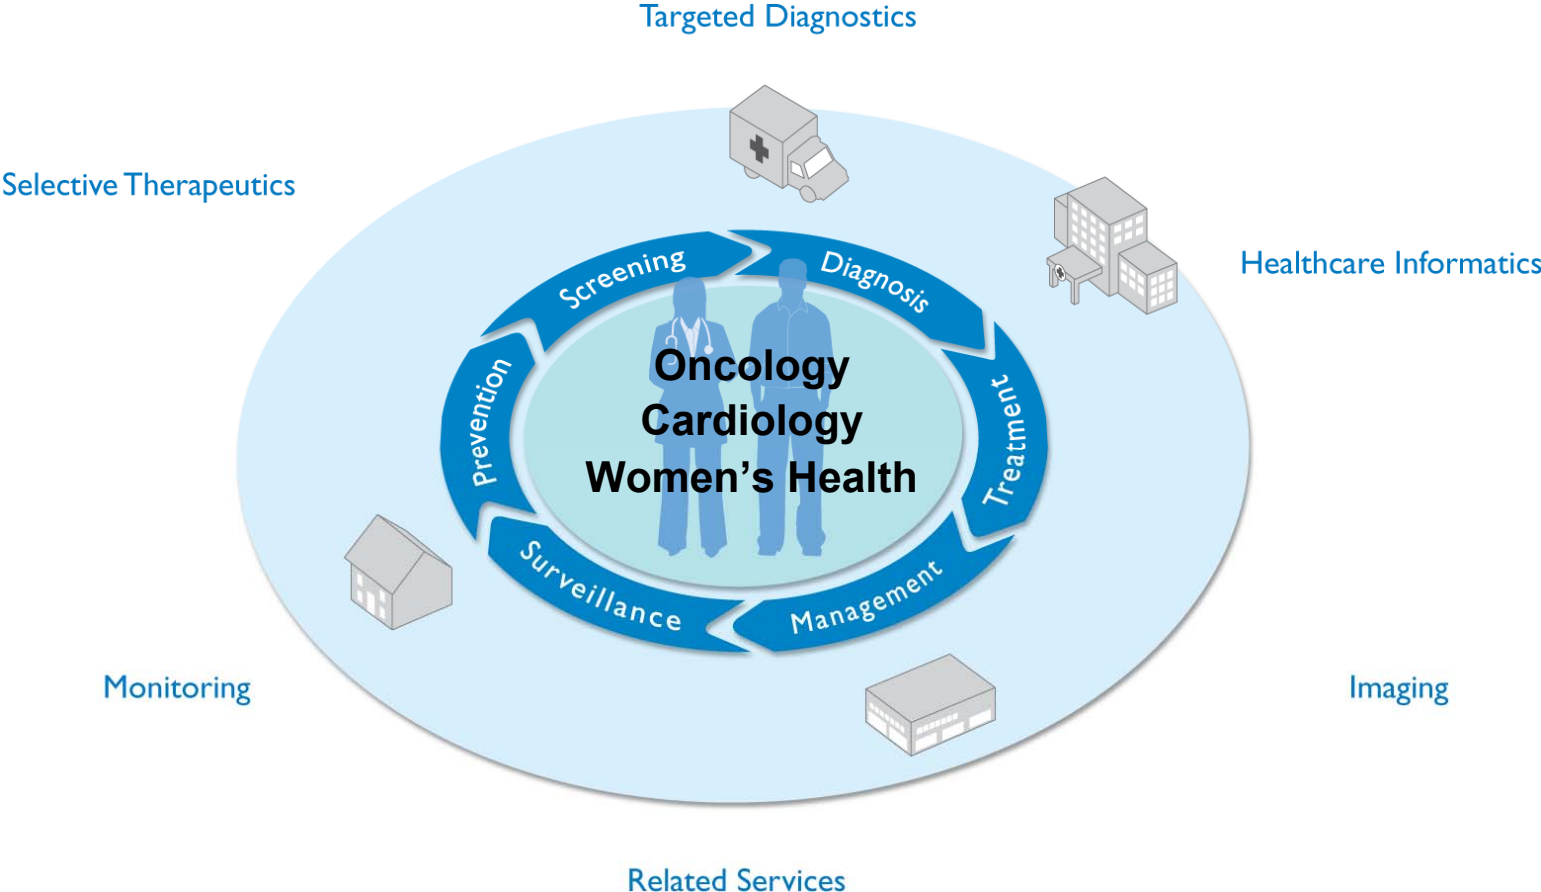 Targeted Diagnostics
Selective Therapeutics
Healthcare Informatics
Screening
Diagnosis
Prevention
Treatment
Oncology
Cardiology
Women’s Health
Surveillance
Management
Monitoring
Imaging
Related Services